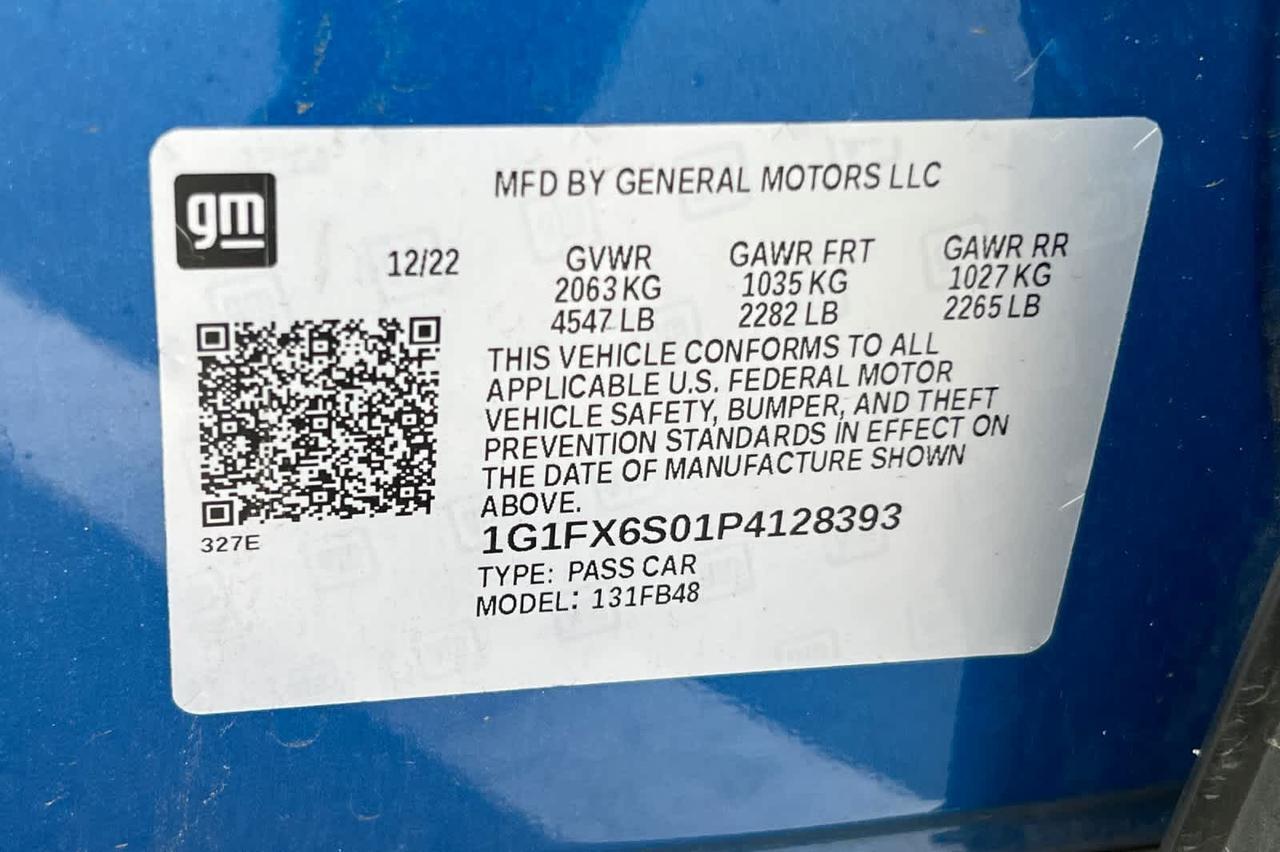 gm
MFD BY GENERAL MOTORS LLC
12/22 GVWR GAWR FRT GAWR RR
2063 KG 1035 KG 1027 KG
4547 LB 2282 LB 2265 LB
THIS VEHICLE CONFORMS TO ALL
APPLICABLE U.S. FEDERAL MOTOR
VEHICLE SAFETY, BUMPER, AND THEFT
PREVENTION STANDARDS IN EFFECT ON
THE DATE OF MANUFACTURE SHOWN
ABOVE.
327E
1G1FX6S01P4128393
TYPE: PASS CAR
MODEL: 131FB48